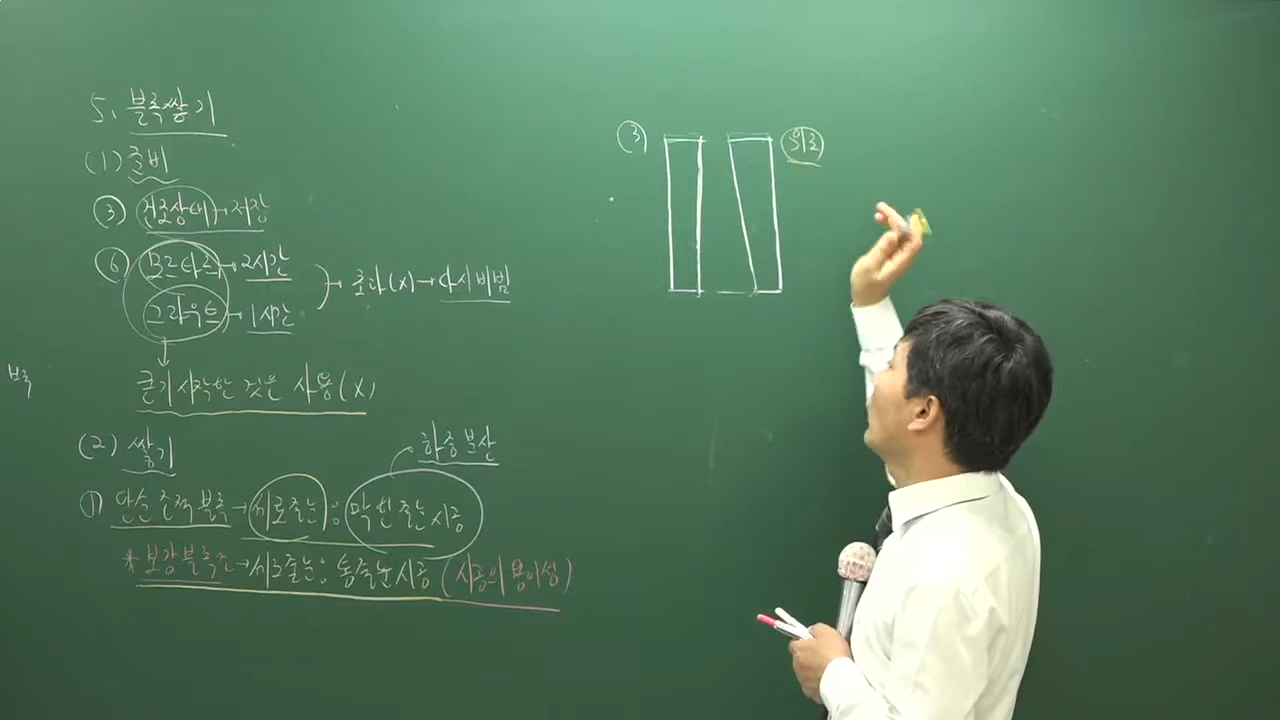 5. 블록쌓기
(1) 준비
③ 건조상태→저장
⑥ 모르타르→2시간
그라우트→1시간
→초과(x)→다시비빔
↓
굳기 시작한 것은 사용(x)
블록
(2) 쌓기
하중 분산
① 단순 조적 블록→세로줄눈 : 막힌 줄눈 시공
*보강블록조→세로줄눈 : 통줄눈시공 (시공의 용이성)
③ 위로